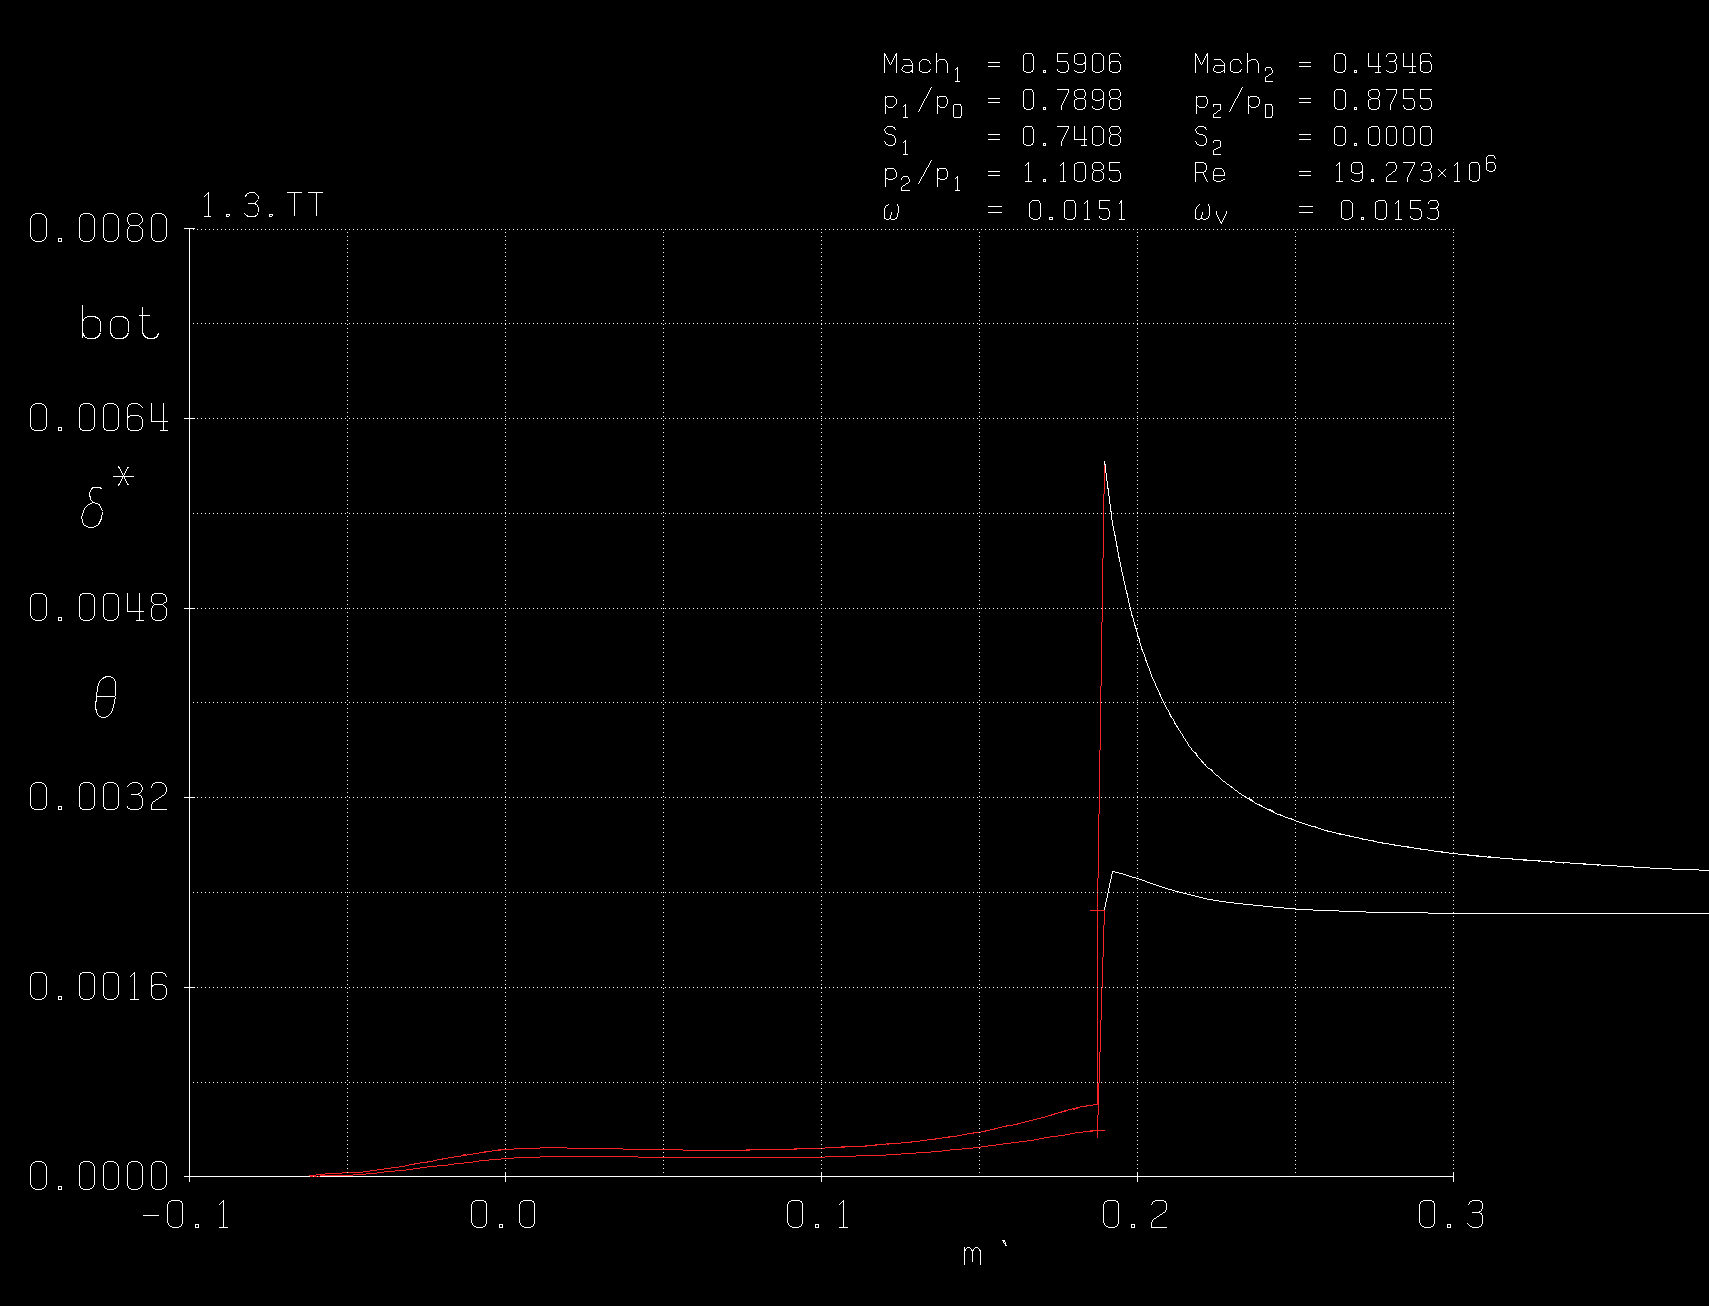 Mach₁ = 0.5906 Mach₂ = 0.4346
p₁/p₀ = 0.7898 p₂/p₀ = 0.8755
S₁ = 0.7408 S₂ = 0.0000
p₂/p₁ = 1.1085 Re = 19.273×10⁶
ω = 0.0151 ωᵥ = 0.0153
1.3.TT
0.0080
bot
0.0064
δ*
0.0048
θ
0.0032
0.0016
0.0000
-0.1 0.0 0.1 0.2 0.3
m`